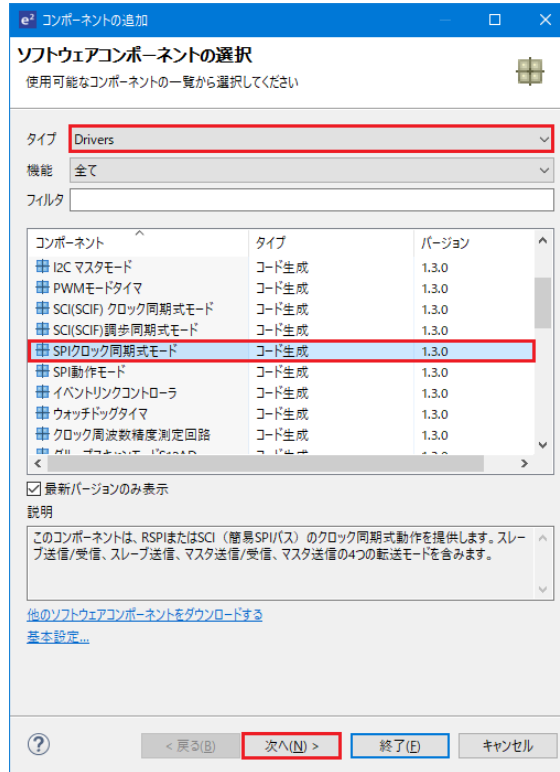 e² コンポーネントの追加
ソフトウェアコンポーネントの選択
使用可能なコンポーネントの一覧から選択してください
タイプ Drivers
機能 全て
フィルタ
コンポーネント タイプ バージョン
I2C マスタモード コード生成 1.3.0
PWMモードタイマ コード生成 1.3.0
SCI(SCIF) クロック同期式モード コード生成 1.3.0
SCI(SCIF)調歩同期式モード コード生成 1.3.0
SPIクロック同期式モード コード生成 1.3.0
SPI動作モード コード生成 1.3.0
イベントリンクコントローラ コード生成 1.3.0
ウォッチドッグタイマ コード生成 1.3.0
クロック周波数精度測定回路 コード生成 1.3.0
最新バージョンのみ表示
説明
このコンポーネントは、RSPIまたはSCI（簡易SPIバス）のクロック同期式動作を提供します。スレー
ブ送信/受信、スレーブ送信、マスタ送信/受信、マスタ送信の4つの転送モードを含みます。
他のソフトウェアコンポーネントをダウンロードする
基本設定...
? < 戻る(B) 次へ(N) > 終了(F) キャンセル